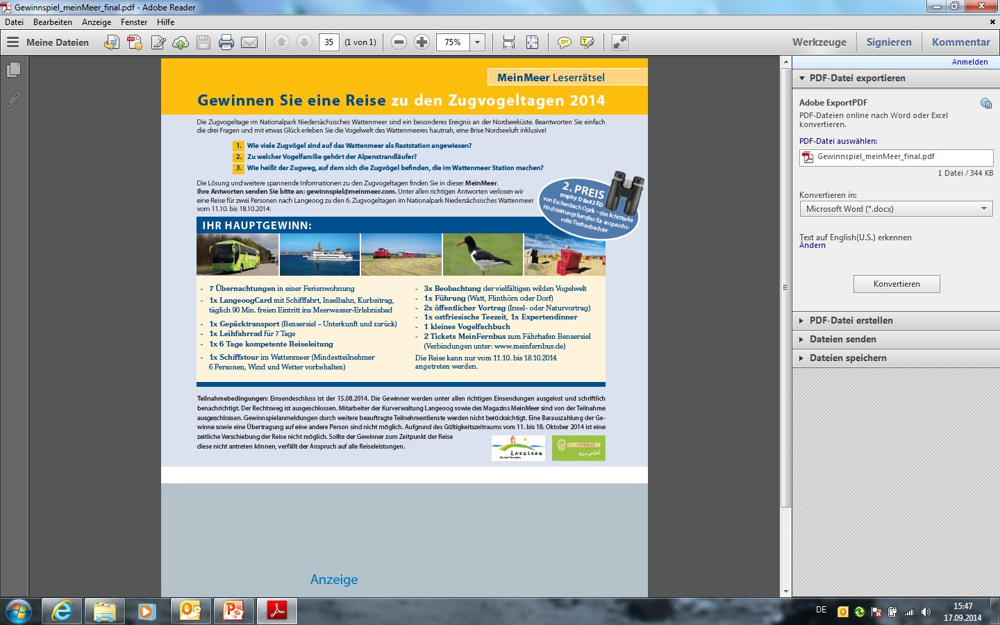 Gewinnspiel_meinMeer_final.pdf - Adobe Reader
Datei Bearbeiten Anzeige Fenster Hilfe
Meine Dateien
35 (1 von 1)
75%
Werkzeuge Signieren Kommentar
MeinMeer Leserrätsel
Gewinnen Sie eine Reise zu den Zugvogeltagen 2014
Die Zugvogeltage im Nationalpark Niedersächsisches Wattenmeer sind ein besonderes Ereignis an der Nordseeküste. Beantworten Sie einfach
die drei Fragen und mit etwas Glück erleben Sie die Vogelwelt des Wattenmeeres hautnah, eine Brise Nordseeluft inklusive!
1. Wie viele Zugvögel sind auf das Wattenmeer als Raststation angewiesen?
2. Zu welcher Vogelfamilie gehört der Alpenstrandläufer?
3. Wie heißt der Zugweg, auf dem sich die Zugvögel befinden, die im Wattenmeer Station machen?
Die Lösung und weitere spannende Informationen zu den Zugvogeltagen finden Sie in dieser MeinMeer.
Ihre Antworten senden Sie bitte an: gewinnspiel@meinmeer.com. Unter allen richtigen Antworten verlosen wir
eine Reise für zwei Personen nach Langeoog zu den 6. Zugvogeltagen im Nationalpark Niedersächsisches Wattenmeer
vom 11.10. bis 18.10.2014:
2. PREIS
trophy D 8x42 ED
von Eschenbach Optik – das lichtstarke
Hochleistungsfernglas für anspruchs-
volle Tierbeobachter
IHR HAUPTGEWINN:
- 7 Übernachtungen in einer Ferienwohnung
- 1x LangeoogCard mit Schifffahrt, Inselbahn, Kurbeitrag,
täglich 90 Min. freien Eintritt ins Meerwasser-Erlebnisbad
- 1x Gepäcktransport (Bensersiel – Unterkunft und zurück)
- 1x Leihfahrrad für 7 Tage
- 1x 6 Tage kompetente Reiseleitung
- 1x Schiffstour im Wattenmeer (Mindestteilnehmer
6 Personen, Wind und Wetter vorbehalten)
- 3x Beobachtung der vielfältigen wilden Vogelwelt
- 1x Führung (Watt, Flinthörn oder Dorf)
- 2x öffentlicher Vortrag (Insel- oder Naturvortrag)
- 1x ostfriesische Teezeit, 1x Expertendinner
- 1 kleines Vogelfachbuch
- 2 Tickets MeinFernbus zum Fährhafen Bensersiel
(Verbindungen unter: www.meinfernbus.de)
Die Reise kann nur vom 11.10. bis 18.10.2014
angetreten werden.
Teilnahmebedingungen: Einsendeschluss ist der 15.08.2014. Die Gewinner werden unter allen richtigen Einsendungen ausgelost und schriftlich
benachrichtigt. Der Rechtsweg ist ausgeschlossen. Mitarbeiter der Kurverwaltung Langeoog sowie des Magazins MeinMeer sind von der Teilnahme
ausgeschlossen. Gewinnspielanmeldungen durch weitere beauftragte Teilnehmerdienste werden nicht berücksichtigt. Eine Barauszahlung der Ge-
winne sowie eine Übertragung auf eine andere Person sind nicht möglich. Aufgrund des Gültigkeitszeitraums vom 11. bis 18. Oktober 2014 ist eine
zeitliche Verschiebung der Reise nicht möglich. Sollte der Gewinner zum Zeitpunkt der Reise
diese nicht antreten können, verfällt der Anspruch auf alle Reiseleistungen.
LANGEOOG
MEINFERNBUS.DE
Fahr grün!
Anzeige
Anmelden
PDF-Datei exportieren
Adobe ExportPDF
PDF-Dateien online nach Word oder Excel
konvertieren.
PDF-Datei auswählen:
Gewinnspiel_meinMeer_final.pdf
1 Datei / 344 KB
Konvertieren in:
Microsoft Word (*.docx)
Text auf English(U.S.) erkennen
Ändern
Konvertieren
PDF-Datei erstellen
Dateien senden
Dateien speichern
DE
15:47
17.09.2014